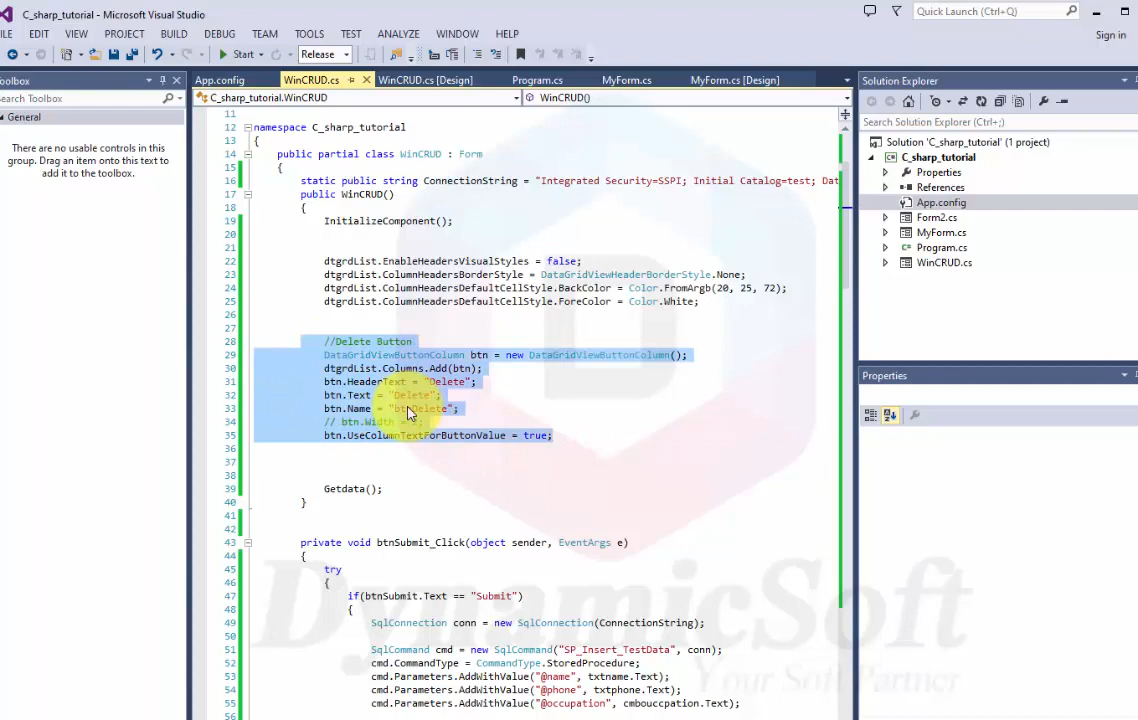 C_sharp_tutorial - Microsoft Visual Studio
Quick Launch (Ctrl+Q)
ILE EDIT VIEW PROJECT BUILD DEBUG TEAM TOOLS TEST ANALYZE WINDOW HELP
Sign in
Start
Release
oolbox
App.config WinCRUD.cs WinCRUD.cs [Design] Program.cs MyForm.cs MyForm.cs [Design]
Solution Explorer
earch Toolbox
C_sharp_tutorial.WinCRUD
WinCRUD()
General
There are no usable controls in this
group. Drag an item onto this text to
add it to the toolbox.
11
12 namespace C_sharp_tutorial
13 {
14 public partial class WinCRUD : Form
15 {
16 static public string ConnectionString = "Integrated Security=SSPI; Initial Catalog=test; Dat
17 public WinCRUD()
18 {
19 InitializeComponent();
20
21
22 dtgrdList.EnableHeadersVisualStyles = false;
23 dtgrdList.ColumnHeadersBorderStyle = DataGridViewHeaderBorderStyle.None;
24 dtgrdList.ColumnHeadersDefaultCellStyle.BackColor = Color.FromArgb(20, 25, 72);
25 dtgrdList.ColumnHeadersDefaultCellStyle.ForeColor = Color.White;
26
27
28 //Delete Button
29 DataGridViewButtonColumn btn = new DataGridViewButtonColumn();
30 dtgrdList.Columns.Add(btn);
31 btn.HeaderText = "Delete";
32 btn.Text = "Delete";
33 btn.Name = "btnDelete";
34 // btn.Width =
35 btn.UseColumnTextForButtonValue = true;
36
37
38
39 Getdata();
40 }
41
42
43 private void btnSubmit_Click(object sender, EventArgs e)
44 {
45 try
46 {
47 if(btnSubmit.Text == "Submit")
48 {
49 SqlConnection conn = new SqlConnection(ConnectionString);
50
51 SqlCommand cmd = new SqlCommand("SP_Insert_TestData", conn);
52 cmd.CommandType = CommandType.StoredProcedure;
53 cmd.Parameters.AddWithValue("@name", txtname.Text);
54 cmd.Parameters.AddWithValue("@phone", txtphone.Text);
55 cmd.Parameters.AddWithValue("@occupation", cmbouccpation.Text);
56
Search Solution Explorer (Ctrl+;)
Solution 'C_sharp_tutorial' (1 project)
C_sharp_tutorial
Properties
References
App.config
Form2.cs
MyForm.cs
Program.cs
WinCRUD.cs
Properties
DynamicSoft
Your Soft Partner